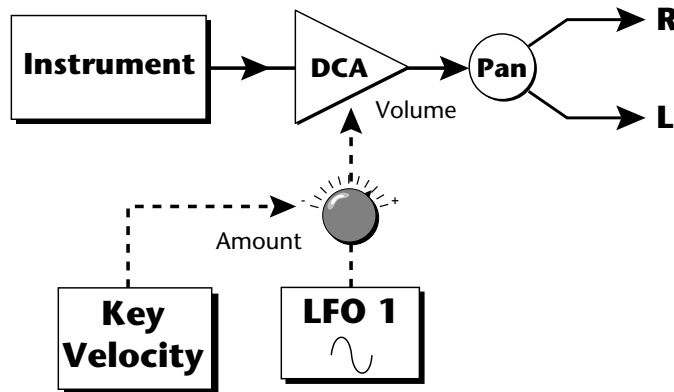 Instrument
DCA
Pan
R
L
Volume
- +
Amount
Key
Velocity
LFO 1